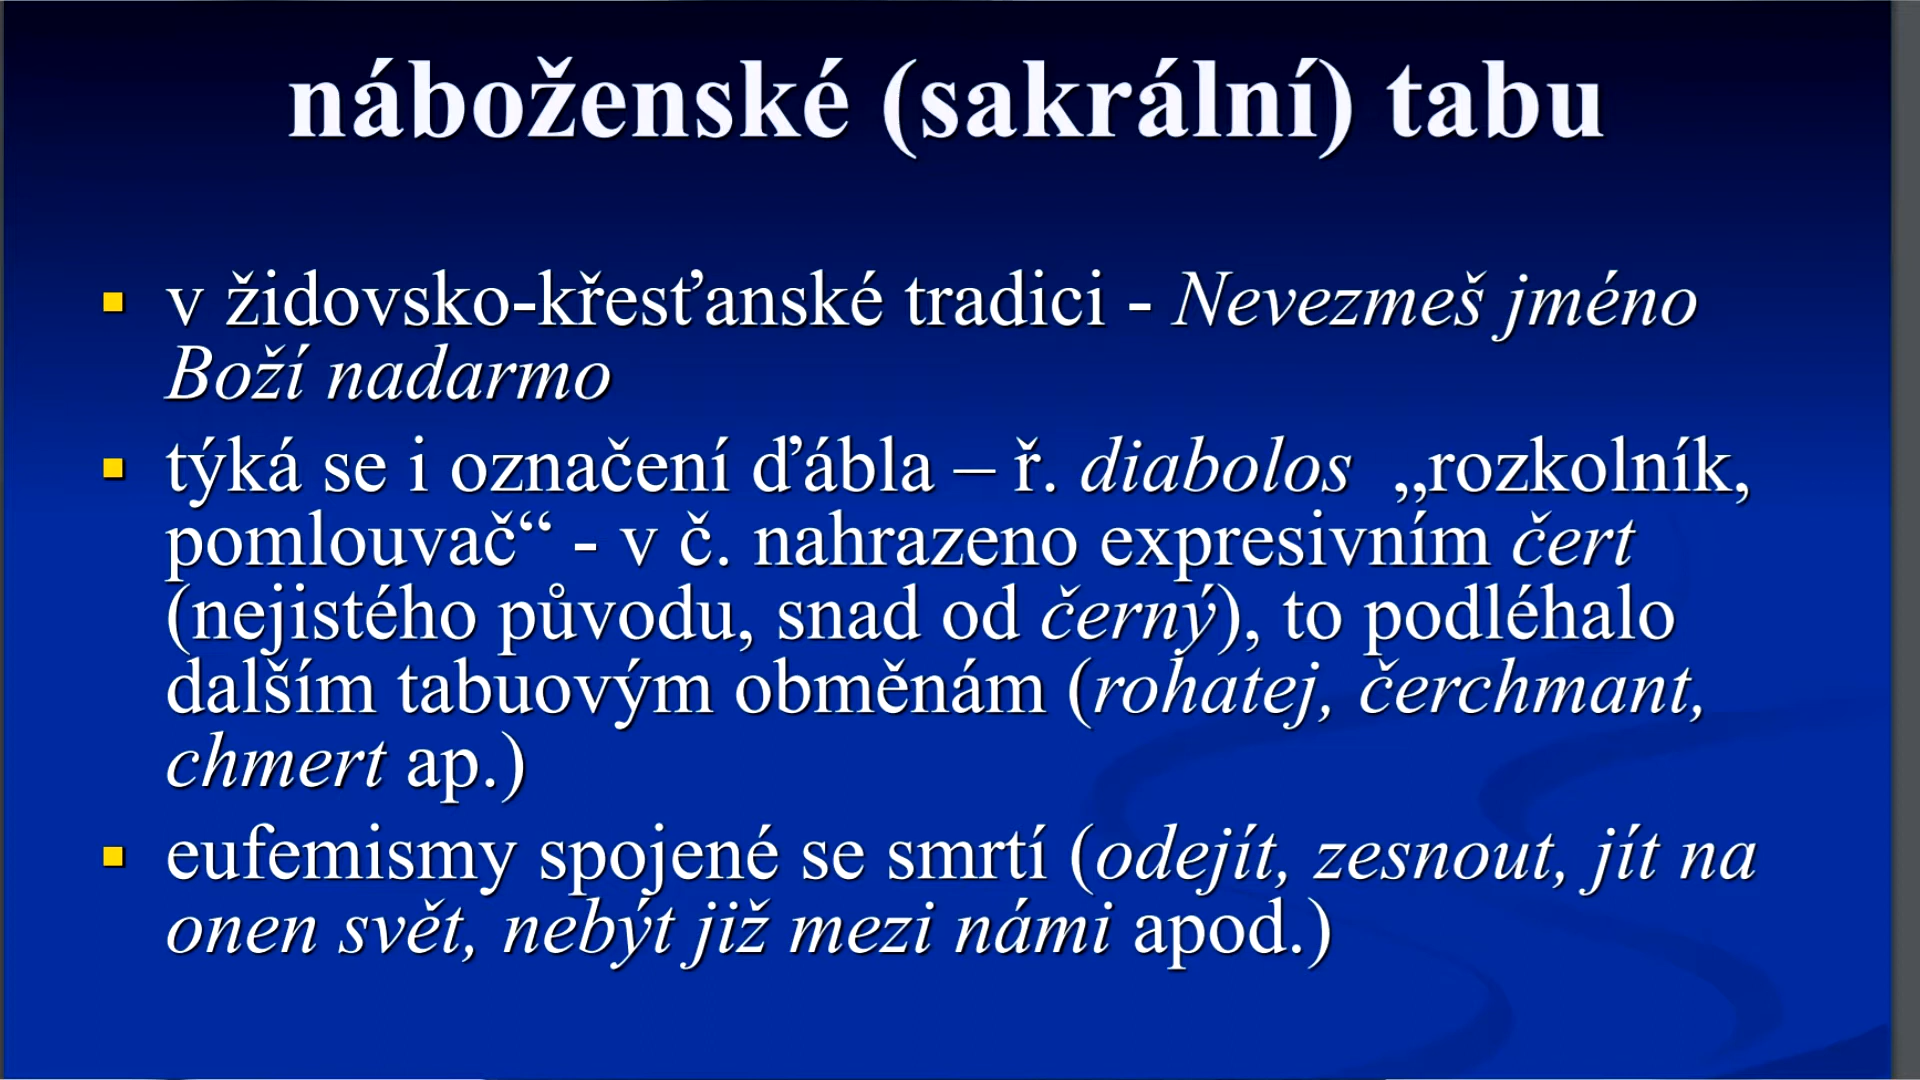 náboženské (sakrální) tabu
▪ v židovsko-křesťanské tradici - Nevezmeš jméno
Boží nadarmo
▪ týká se i označení ďábla – ř. diabolos „rozkolník,
pomlouvač“ - v č. nahrazeno expresivním čert
(nejistého původu, snad od černý), to podléhalo
dalším tabuovým obměnám (rohatej, čerchmant,
chmert ap.)
▪ eufemismy spojené se smrtí (odejít, zesnout, jít na
onen svět, nebýt již mezi námi apod.)